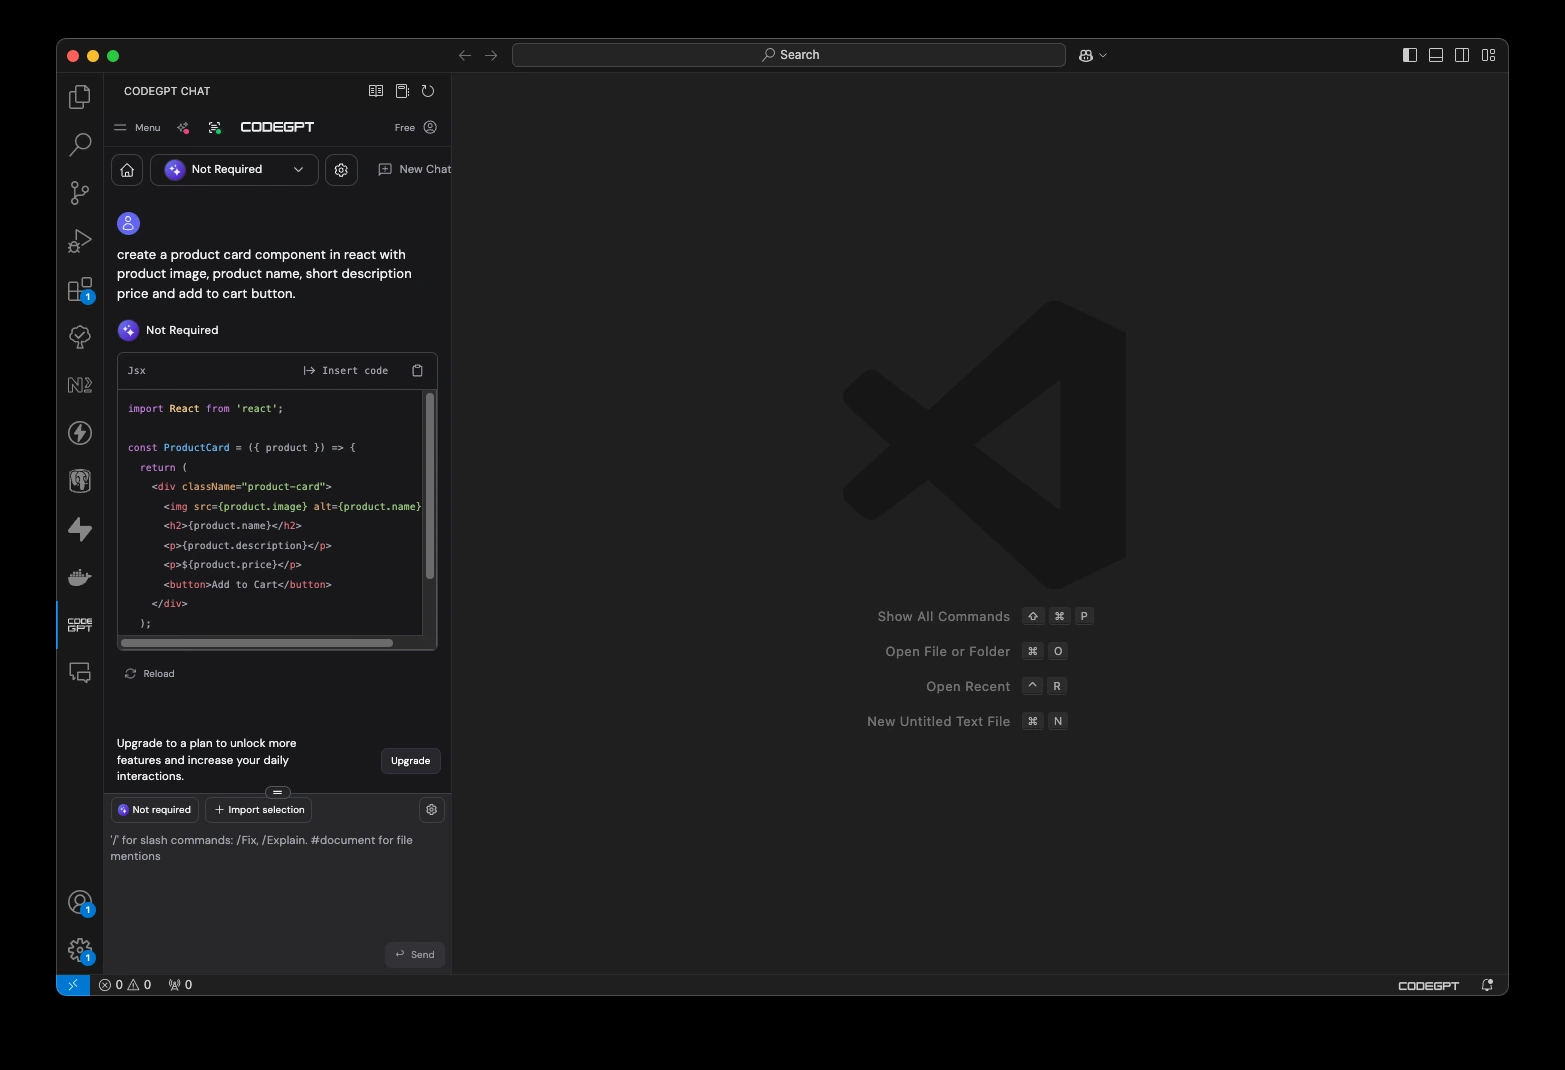 Search
CODEGPT CHAT
Menu
CODEGPT
Free
Not Required
New Chat
create a product card component in react with
product image, product name, short description
price and add to cart button.
Not Required
Jsx
Insert code
import React from 'react';
const ProductCard = ({ product }) => {
return (
<div className="product-card">
<img src={product.image} alt={product.name}
<h2>{product.name}</h2>
<p>{product.description}</p>
<p>${product.price}</p>
<button>Add to Cart</button>
</div>
);
Reload
Upgrade to a plan to unlock more
features and increase your daily
interactions.
Upgrade
Not required
+ Import selection
'/' for slash commands: /Fix, /Explain. #document for file
mentions
Send
1
CODE
GPT
1
1
Show All Commands ⇧ ⌘ P
Open File or Folder ⌘ O
Open Recent ^ R
New Untitled Text File ⌘ N
0 0 0
CODEGPT